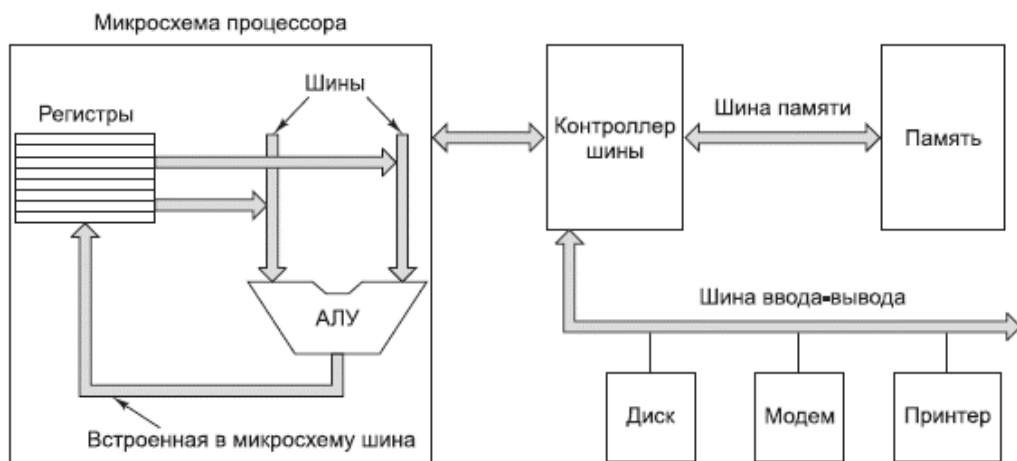 Микросхема процессора
Шины
Регистры
АЛУ
Встроенная в микросхему шина
Контроллер
шины
Шина памяти
Память
Шина ввода-вывода
Диск
Модем
Принтер